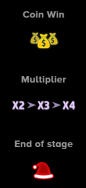 Coin Win
Multiplier
X2 > X3 > X4
End of stage